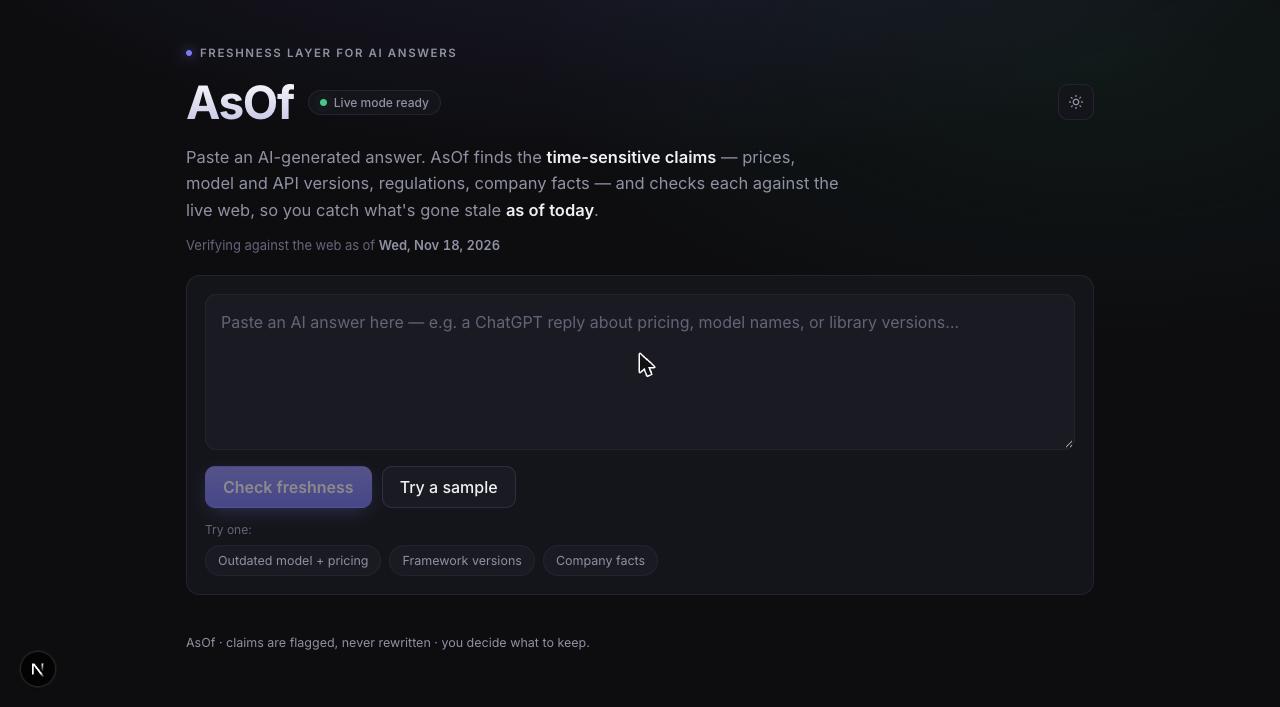 FRESHNESS LAYER FOR AI ANSWERS
AsOf
Live mode ready
Paste an AI-generated answer. AsOf finds the time-sensitive claims — prices,
model and API versions, regulations, company facts — and checks each against the
live web, so you catch what's gone stale as of today.
Verifying against the web as of Wed, Nov 18, 2026
Paste an AI answer here — e.g. a ChatGPT reply about pricing, model names, or library versions...
Check freshness
Try a sample
Try one:
Outdated model + pricing
Framework versions
Company facts
AsOf · claims are flagged, never rewritten · you decide what to keep.
N